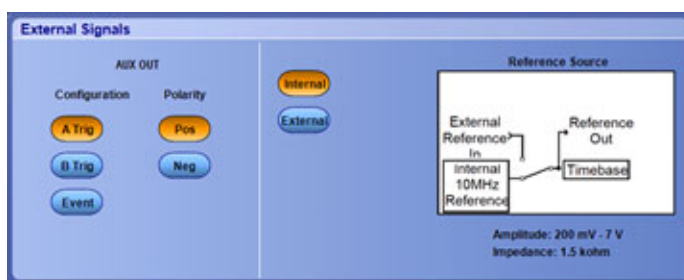 External Signals
AUX OUT
Configuration
Polarity
A Trig
Pos
B Trig
Neg
Event
Internal
External
Reference Source
External
Reference
In
Internal
10MHz
Reference
Reference
Out
Timebase
Amplitude: 200 mV - 7 V
Impedance: 1.5 kohm